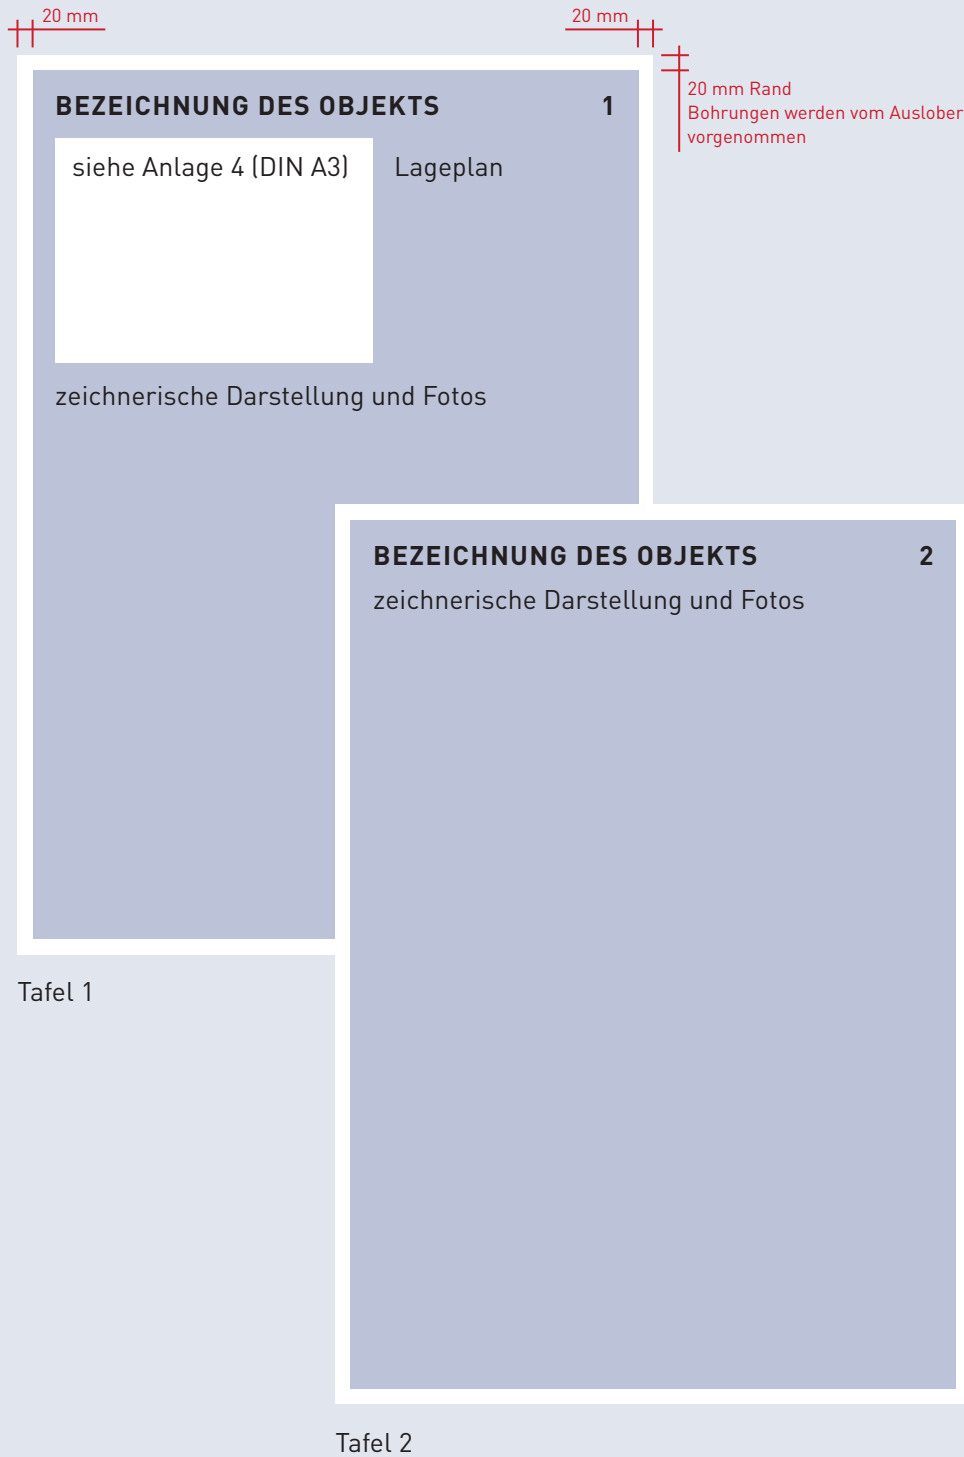 20 mm
20 mm
20 mm Rand
Bohrungen werden vom Auslober
vorgenommen
BEZEICHNUNG DES OBJEKTS 1
siehe Anlage 4 (DIN A3)
Lageplan
zeichnerische Darstellung und Fotos
BEZEICHNUNG DES OBJEKTS 2
zeichnerische Darstellung und Fotos
Tafel 1
Tafel 2